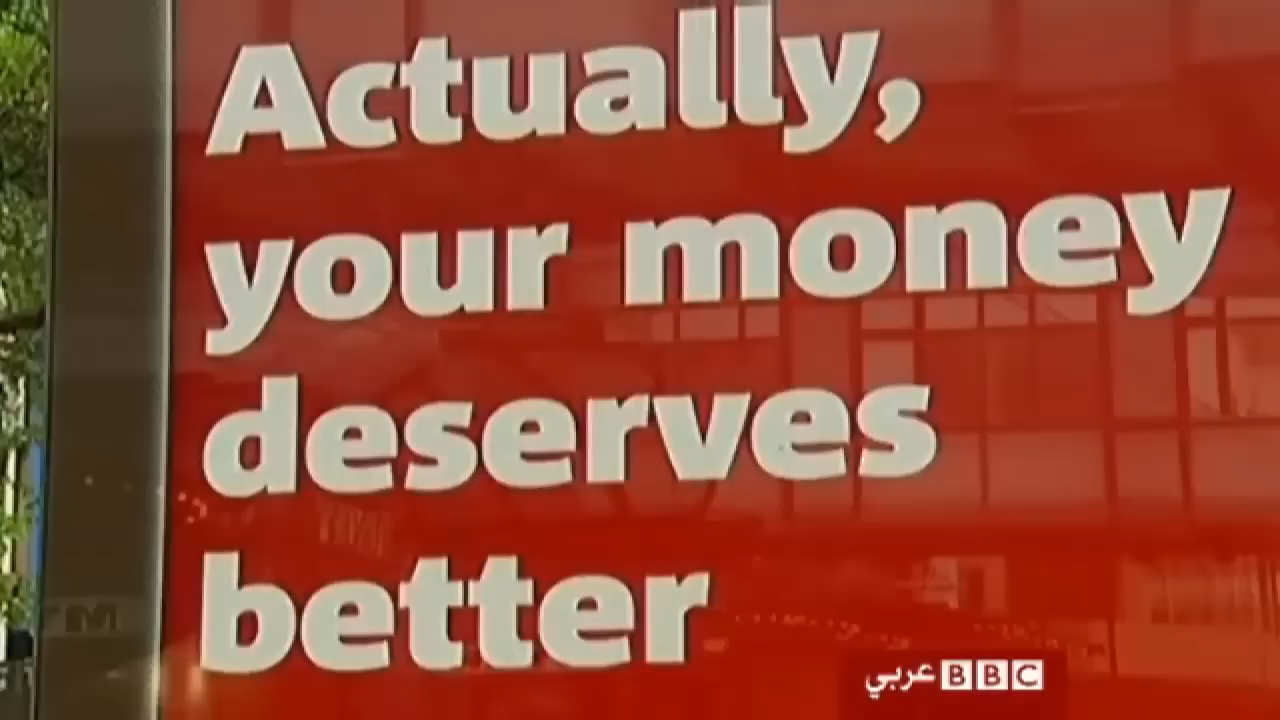 Actually,
your money
deserves
better
عربي BBC